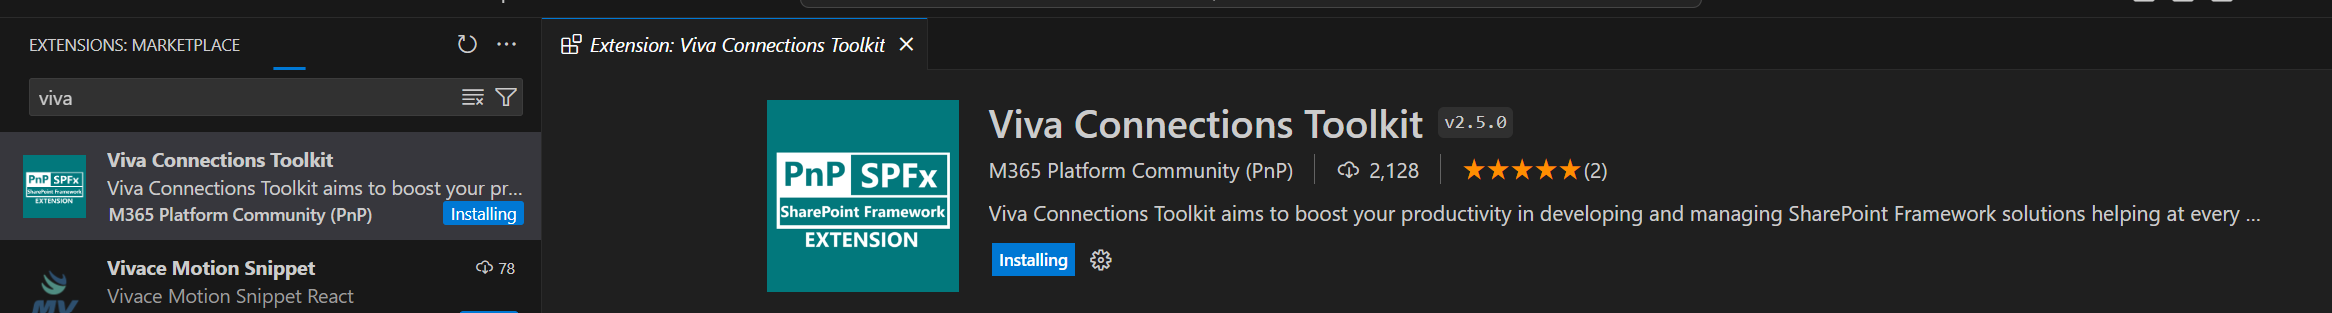 EXTENSIONS: MARKETPLACE
viva
Viva Connections Toolkit
Viva Connections Toolkit aims to boost your pr...
M365 Platform Community (PnP)
Installing
Vivace Motion Snippet
78
Vivace Motion Snippet React
Extension: Viva Connections Toolkit
PnP SPFx
SharePoint Framework
EXTENSION
Viva Connections Toolkit v2.5.0
M365 Platform Community (PnP) 2,128 (2)
Viva Connections Toolkit aims to boost your productivity in developing and managing SharePoint Framework solutions helping at every ...
Installing
PnP SPFx
SharePoint Framework
EXTENSION